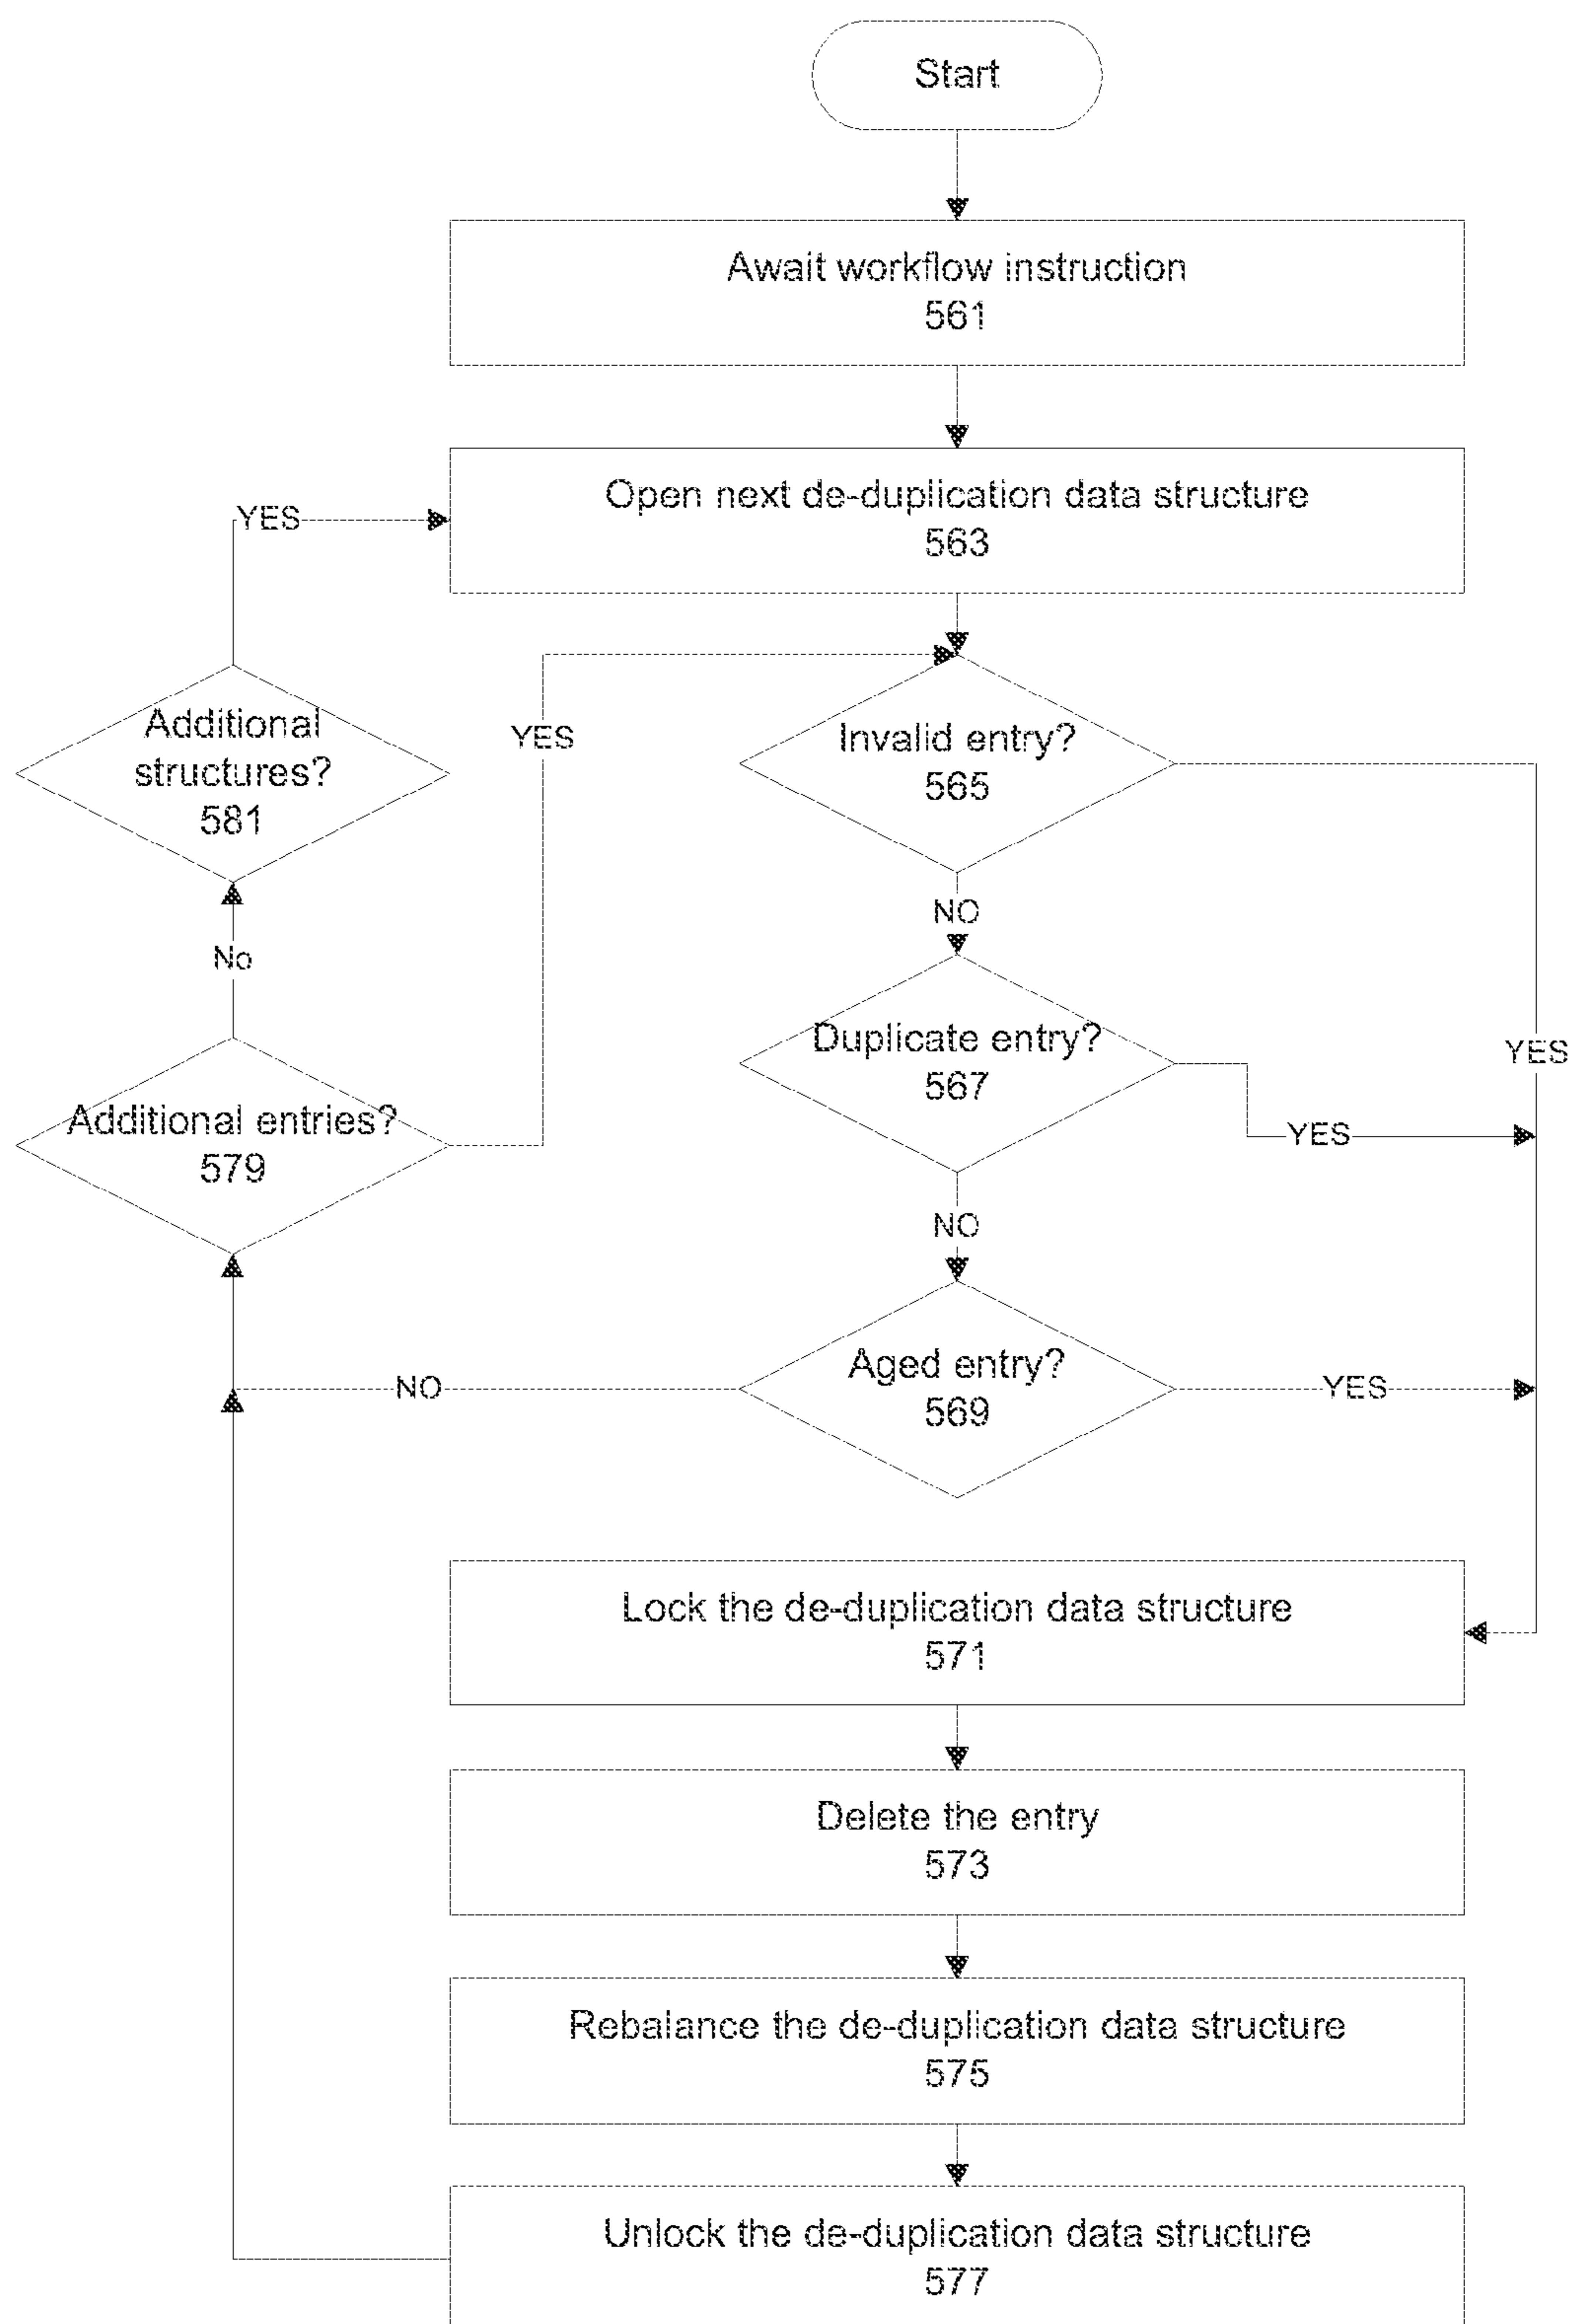 Start
Await workflow instruction
561
Open next de-duplication data structure
563
YES
Additional
structures?
581
YES
Invalid entry?
565
NO
No
Duplicate entry?
567
YES
Additional entries?
579
YES
NO
Aged entry?
569
NO
YES
Lock the de-duplication data structure
571
Delete the entry
573
Rebalance the de-duplication data structure
575
Unlock the de-duplication data structure
577